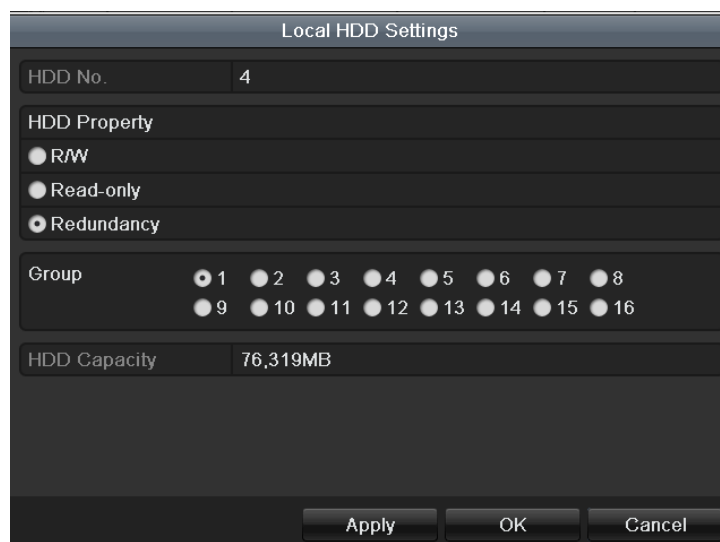 Local HDD Settings
HDD No. 4
HDD Property
R/W
Read-only
Redundancy
Group 1 2 3 4 5 6 7 8
9 10 11 12 13 14 15 16
HDD Capacity 76,319MB
Apply OK Cancel